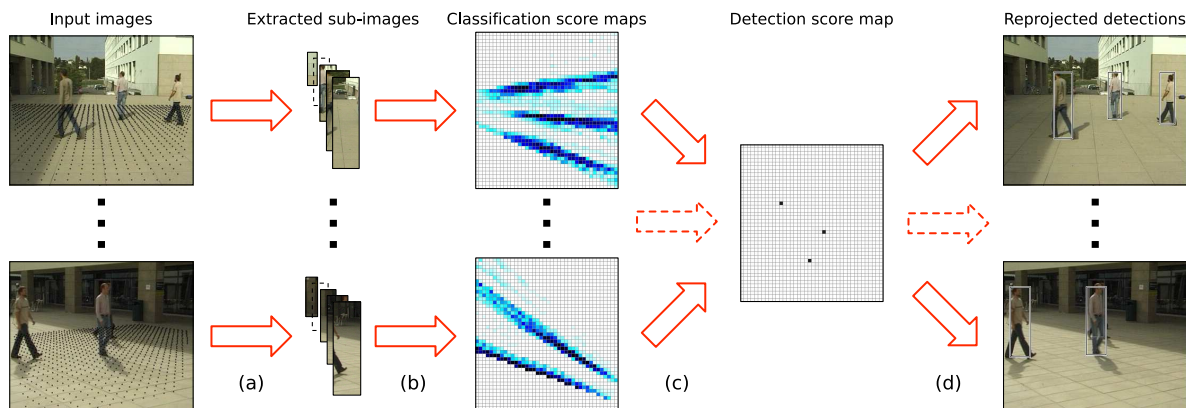 Input images
Extracted sub-images
Classification score maps
Detection score map
Reprojected detections
(a)
(b)
(c)
(d)